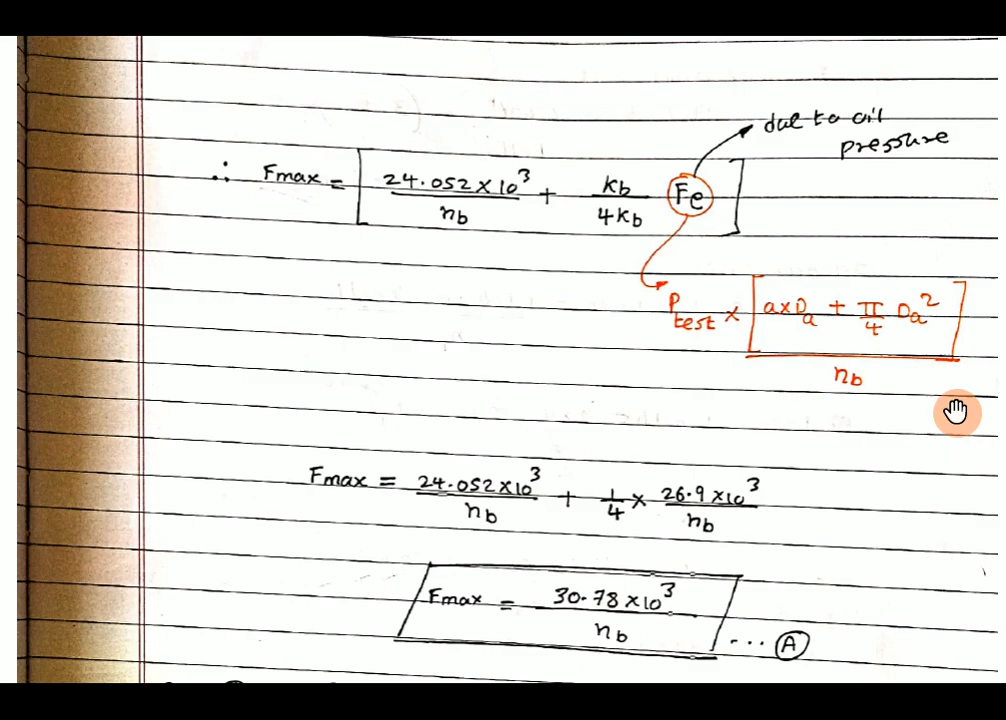 due to oil
pressure
∴ Fmax = [ 24.052 × 10³ / nb + kb / 4kb Fe ]
Ptest × [ a×Da + π/4 Da² ] / nb
Fmax = 24.052×10³ / nb + 1/4 × 26.9×10³ / nb
Fmax = 30.78×10³ / nb ... (A)